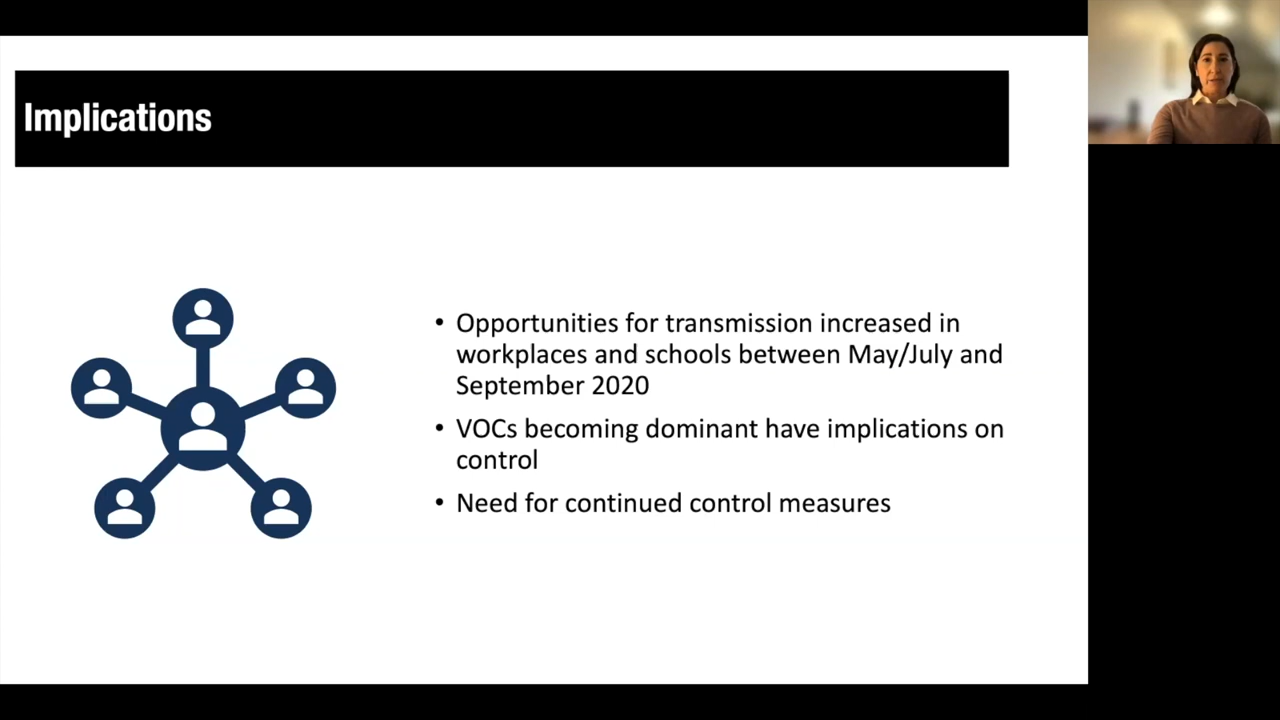 Implications
• Opportunities for transmission increased in
workplaces and schools between May/July and
September 2020
• VOCs becoming dominant have implications on
control
• Need for continued control measures